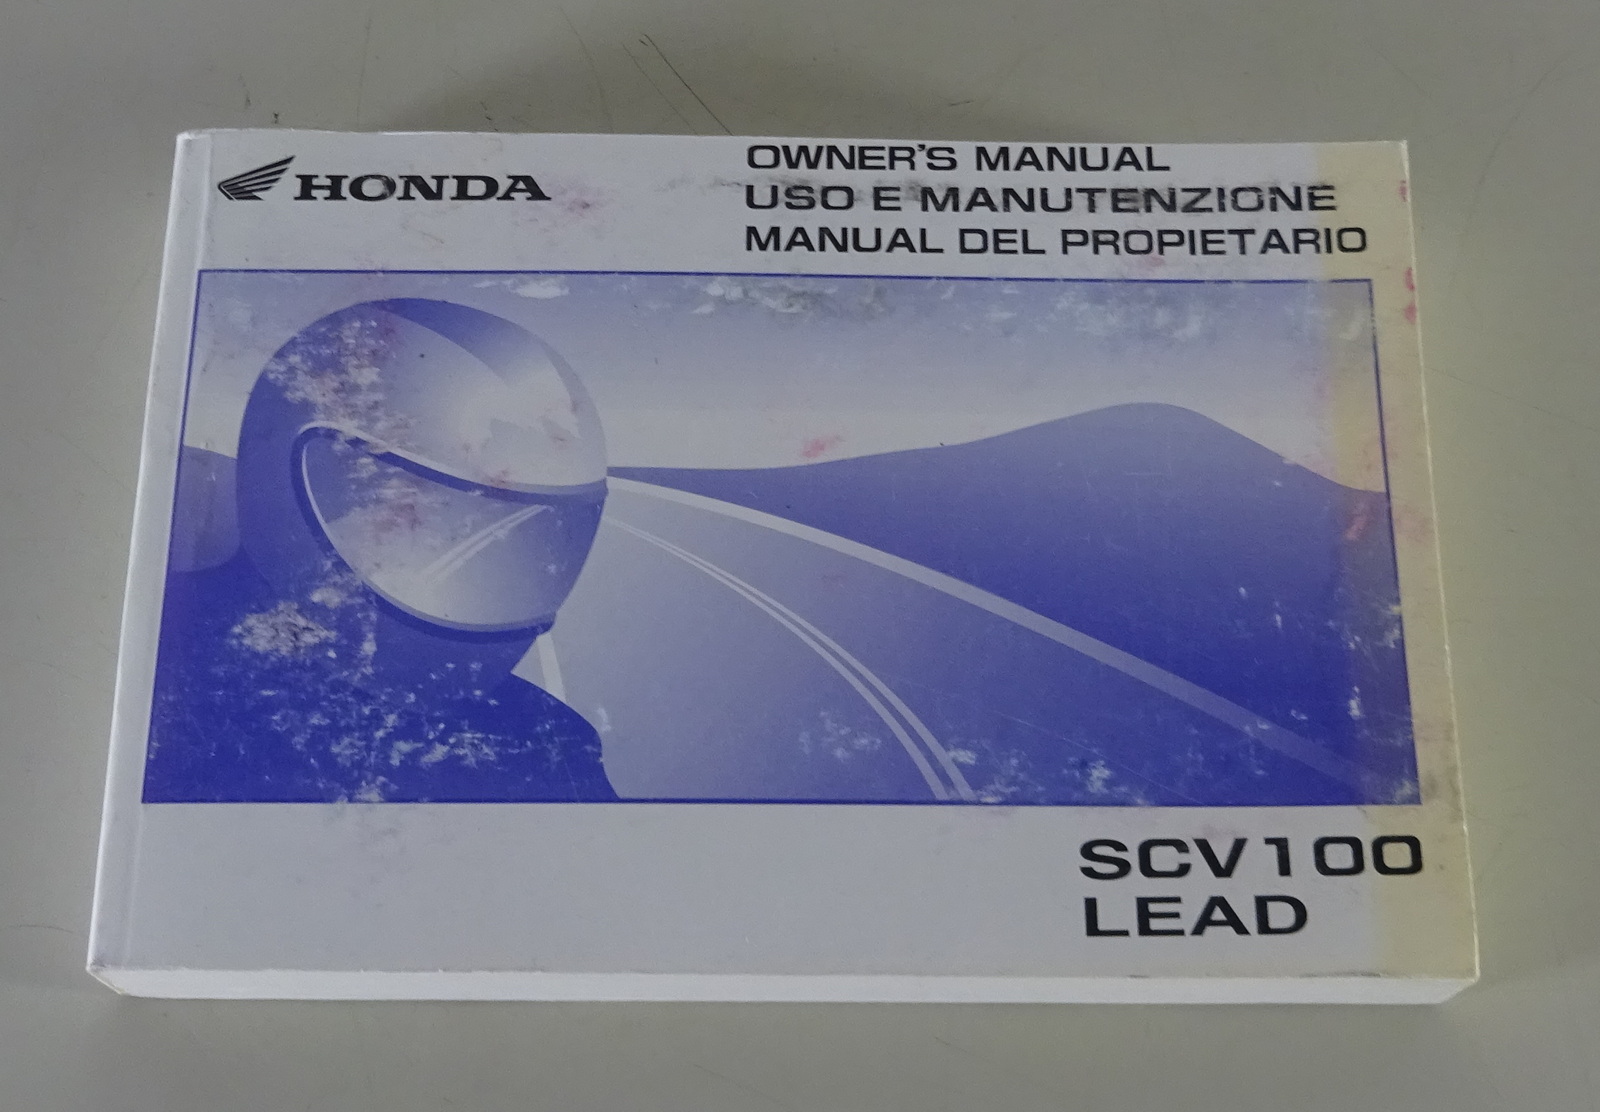 HONDA
OWNER'S MANUAL
USO E MANUTENZIONE
MANUAL DEL PROPIETARIO
SCV100
LEAD